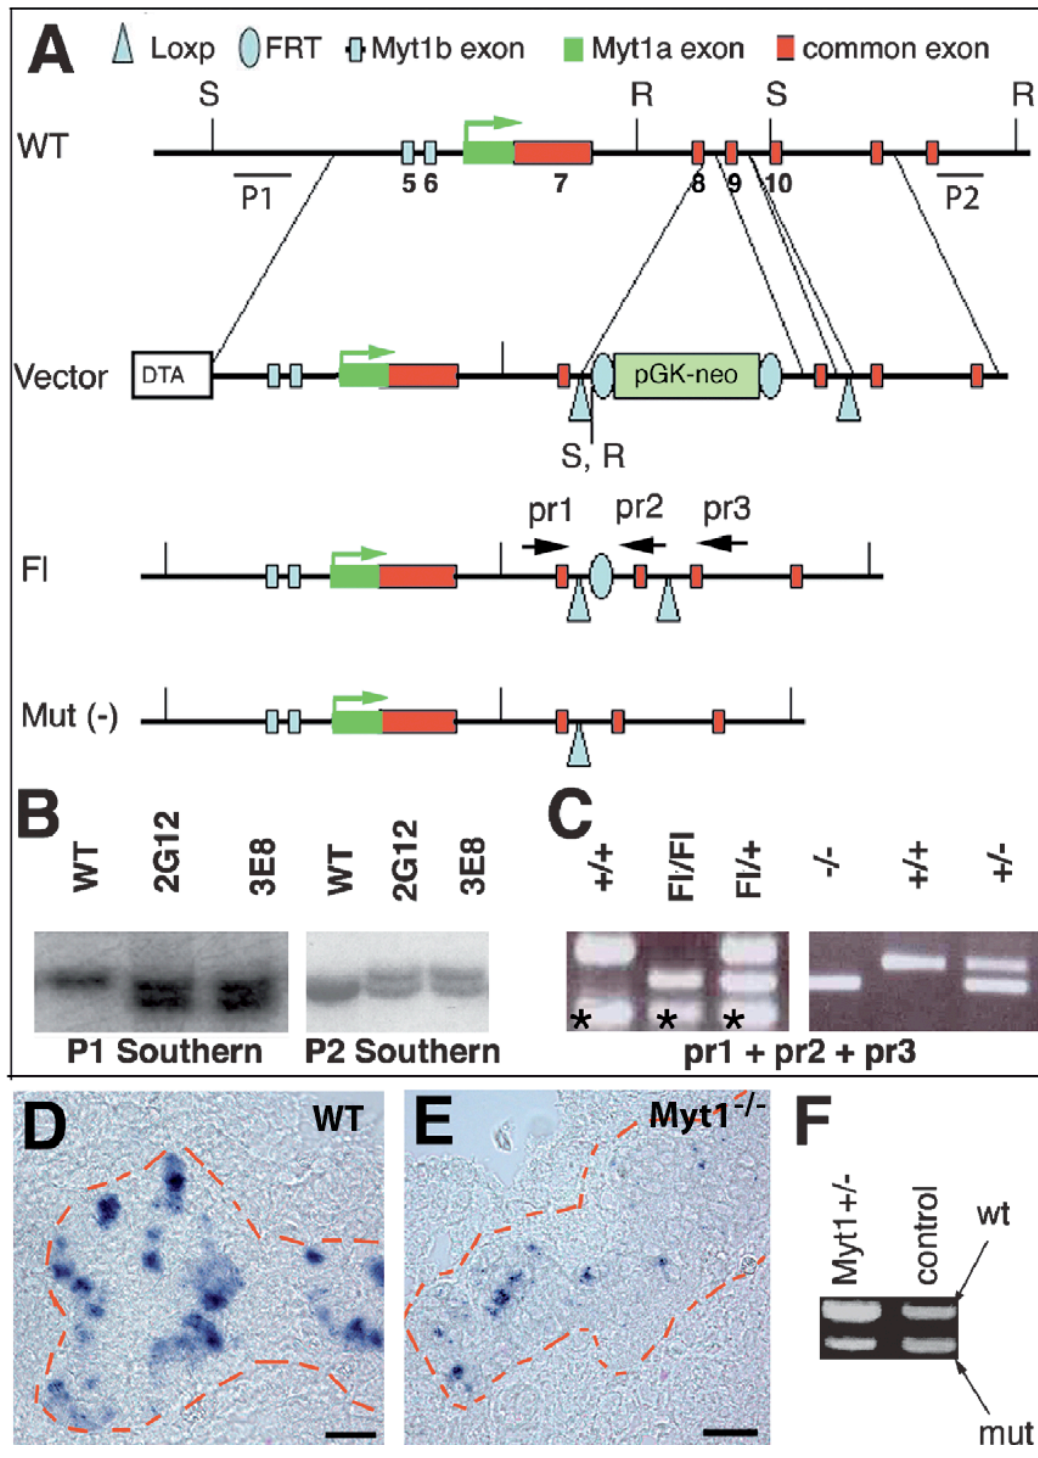 A
Loxp FRT Myt1b exon Myt1a exon common exon
S R S R
WT
5 6 7 8 9 10
P1 P2
Vector DTA pGK-neo
S, R
pr1 pr2 pr3
Fl
Mut (-)
B
WT 2G12 3E8 WT 2G12 3E8
P1 Southern P2 Southern
C
+/+ Fl/Fl Fl/+ -/- +/+ +/-
* * *
pr1 + pr2 + pr3
D WT
E Myt1-/-
F
Myt1 +/- control
wt
mut